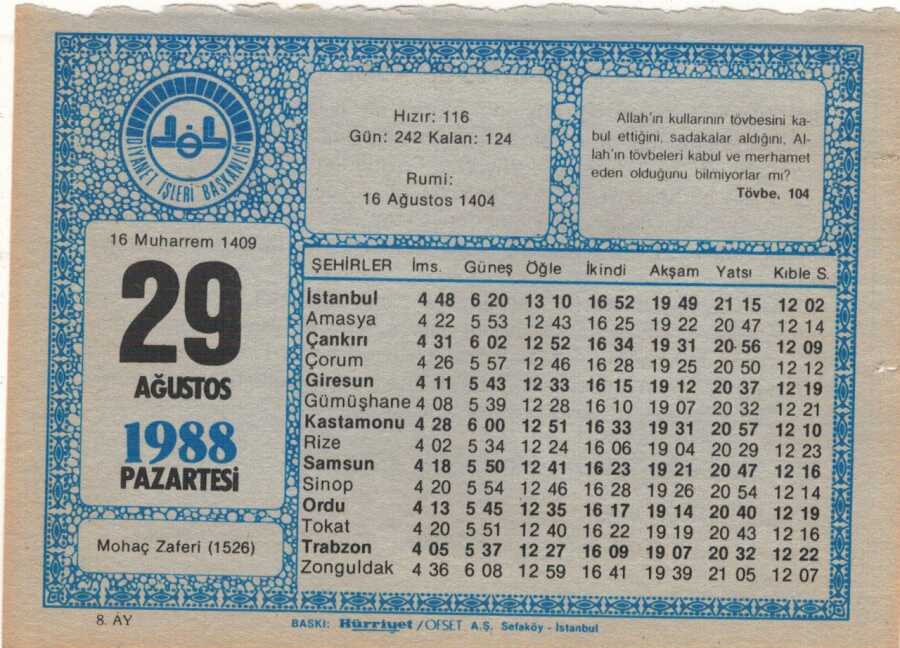 DİYANET İŞLERİ BAŞKANLIĞI
Hızır: 116
Gün: 242 Kalan: 124
Rumi:
16 Ağustos 1404
Allah'ın kullarının tövbesini ka-
bul ettiğini, sadakalar aldığını, Al-
lah'ın tövbeleri kabul ve merhamet
eden olduğunu bilmiyorlar mı?
Tövbe, 104
16 Muharrem 1409
29
AĞUSTOS
1988
PAZARTESİ
Mohaç Zaferi (1526)
ŞEHİRLER İms. Güneş Öğle İkindi Akşam Yatsı Kıble S.
İstanbul 4 48 6 20 13 10 16 52 19 49 21 15 12 02
Amasya 4 22 5 53 12 43 16 25 19 22 20 47 12 14
Çankırı 4 31 6 02 12 52 16 34 19 31 20 56 12 09
Çorum 4 26 5 57 12 46 16 28 19 25 20 50 12 12
Giresun 4 11 5 43 12 33 16 15 19 12 20 37 12 19
Gümüşhane 4 08 5 39 12 28 16 10 19 07 20 32 12 21
Kastamonu 4 28 6 00 12 51 16 33 19 31 20 57 12 10
Rize 4 02 5 34 12 24 16 06 19 04 20 29 12 23
Samsun 4 18 5 50 12 41 16 23 19 21 20 47 12 16
Sinop 4 20 5 54 12 46 16 28 19 26 20 54 12 14
Ordu 4 13 5 45 12 35 16 17 19 14 20 40 12 19
Tokat 4 20 5 51 12 40 16 22 19 19 20 43 12 16
Trabzon 4 05 5 37 12 27 16 09 19 07 20 32 12 22
Zonguldak 4 36 6 08 12 59 16 41 19 39 21 05 12 07
8. AY
BASKI: Hürriyet / OFSET A.Ş. Sefaköy - İstanbul